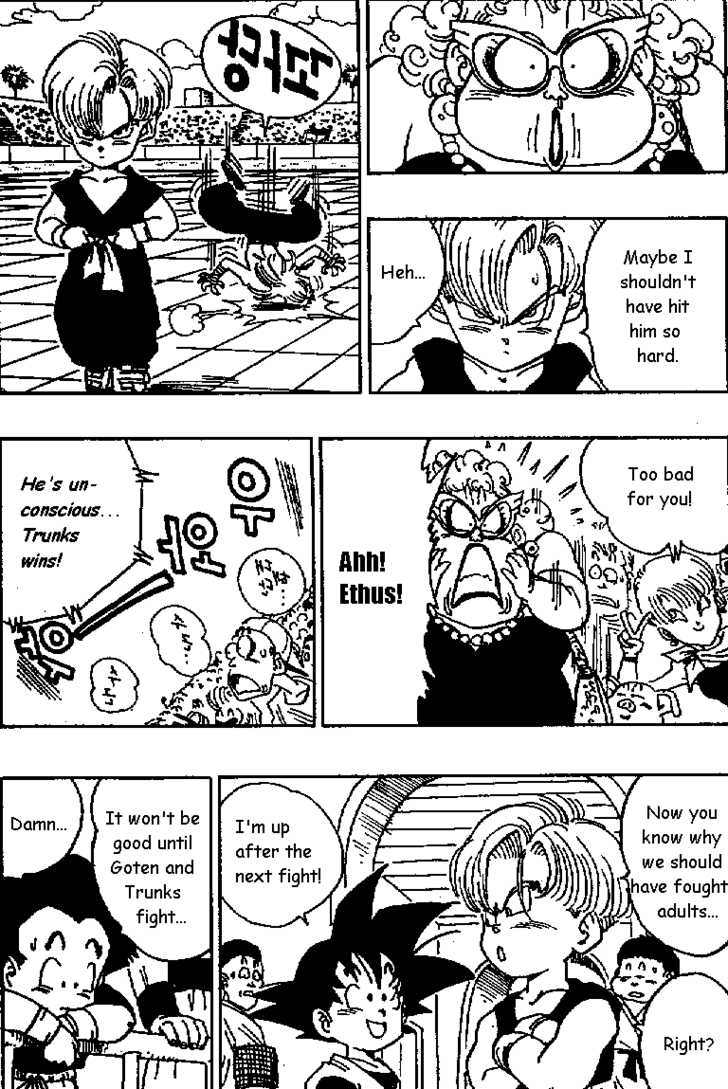 Maybe I
shouldn't
have hit
him so
hard.
Heh...
꽈당
Too bad
for you!
Ahh!
Ethus!
He's un-
conscious...
Trunks
wins!
Now you
know why
we should
have fought
adults...
Right?
I'm up
after the
next fight!
It won't be
good until
Goten and
Trunks
fight...
Damn...